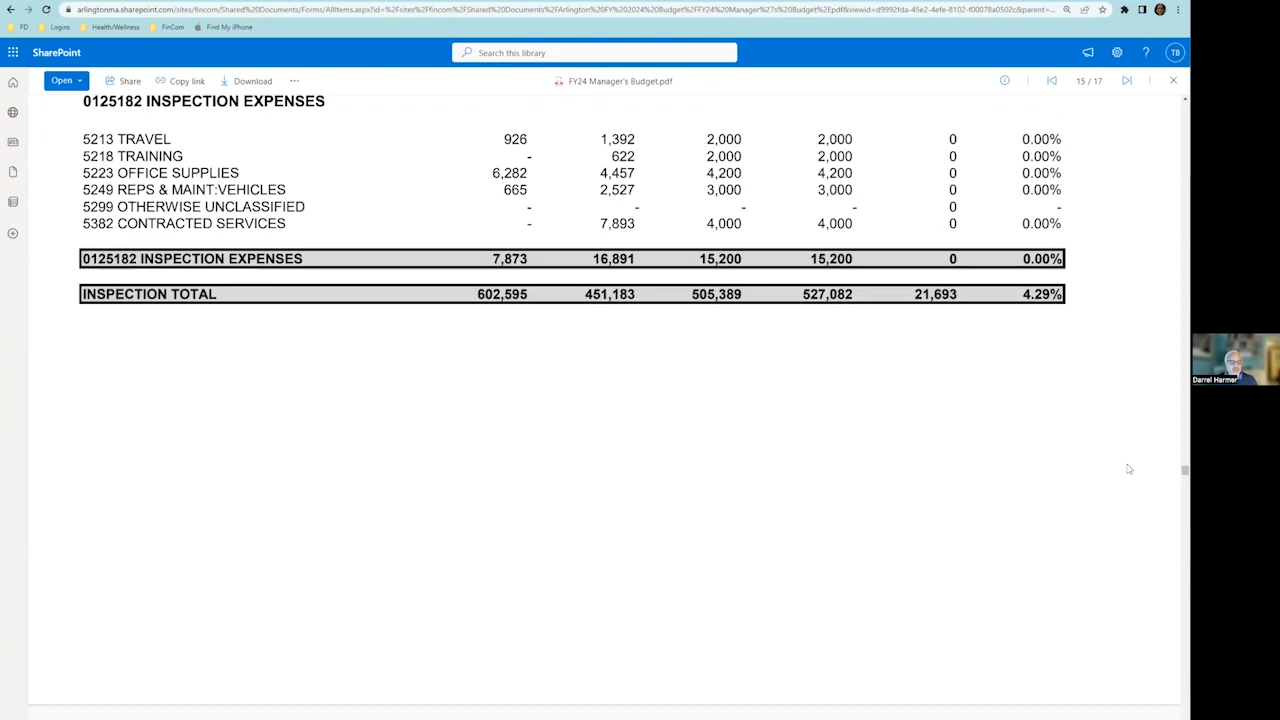 arlingtonma.sharepoint.com/sites/fincom/Shared%20Documents/Forms/AllItems.aspx?id=%2Fsites%2Ffincom%2FShared%20Documents%2FArlington%20FY%202024%20Budget%2FFY24%20Manager%27s%20Budget%2Epdf&viewid=d9992fda-45e2-4efe-8102-f00078a0502c&parent=...
PD Logins Health/Wellness FinCom Find My iPhone
SharePoint Search this library ? TB
Open Share Copy link Download ... FY24 Manager's Budget.pdf 15 / 17
0125182 INSPECTION EXPENSES
5213 TRAVEL 926 1,392 2,000 2,000 0 0.00%
5218 TRAINING - 622 2,000 2,000 0 0.00%
5223 OFFICE SUPPLIES 6,282 4,457 4,200 4,200 0 0.00%
5249 REPS & MAINT:VEHICLES 665 2,527 3,000 3,000 0 0.00%
5299 OTHERWISE UNCLASSIFIED - - - - 0 -
5382 CONTRACTED SERVICES - 7,893 4,000 4,000 0 0.00%
0125182 INSPECTION EXPENSES 7,873 16,891 15,200 15,200 0 0.00%
INSPECTION TOTAL 602,595 451,183 505,389 527,082 21,693 4.29%
Darrel Harmer